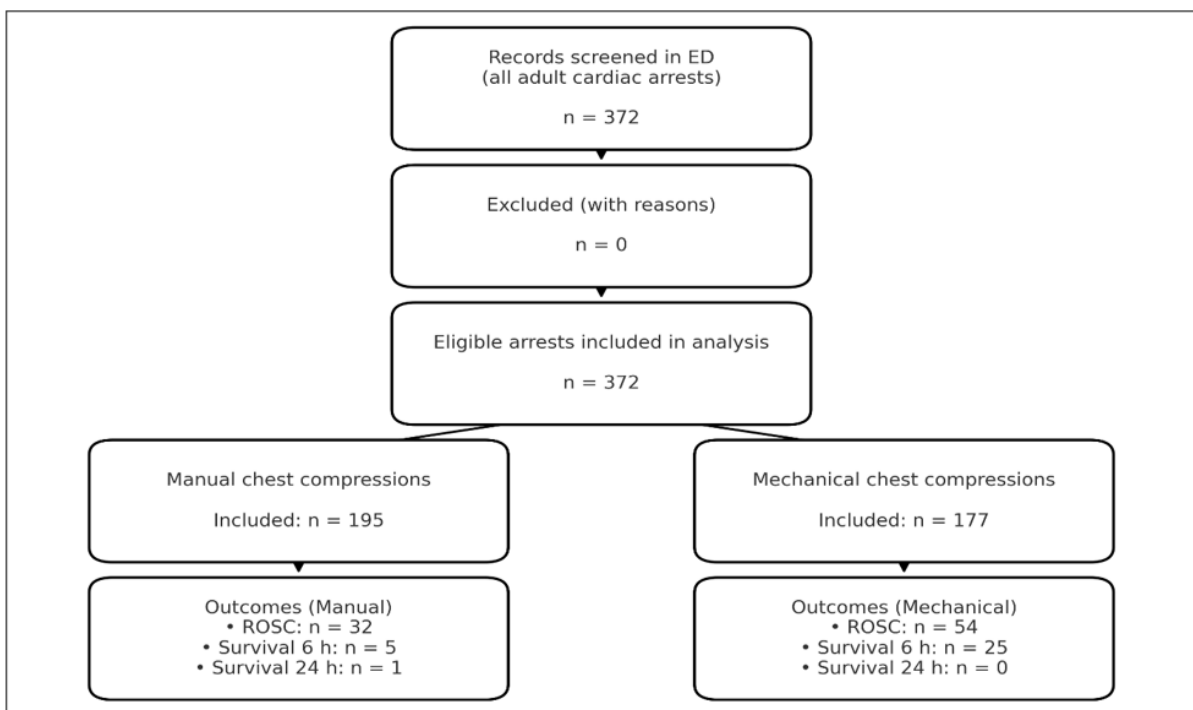 Records screened in ED
(all adult cardiac arrests)
n = 372
Excluded (with reasons)
n = 0
Eligible arrests included in analysis
n = 372
Manual chest compressions
Included: n = 195
Mechanical chest compressions
Included: n = 177
Outcomes (Manual)
• ROSC: n = 32
• Survival 6 h: n = 5
• Survival 24 h: n = 1
Outcomes (Mechanical)
• ROSC: n = 54
• Survival 6 h: n = 25
• Survival 24 h: n = 0